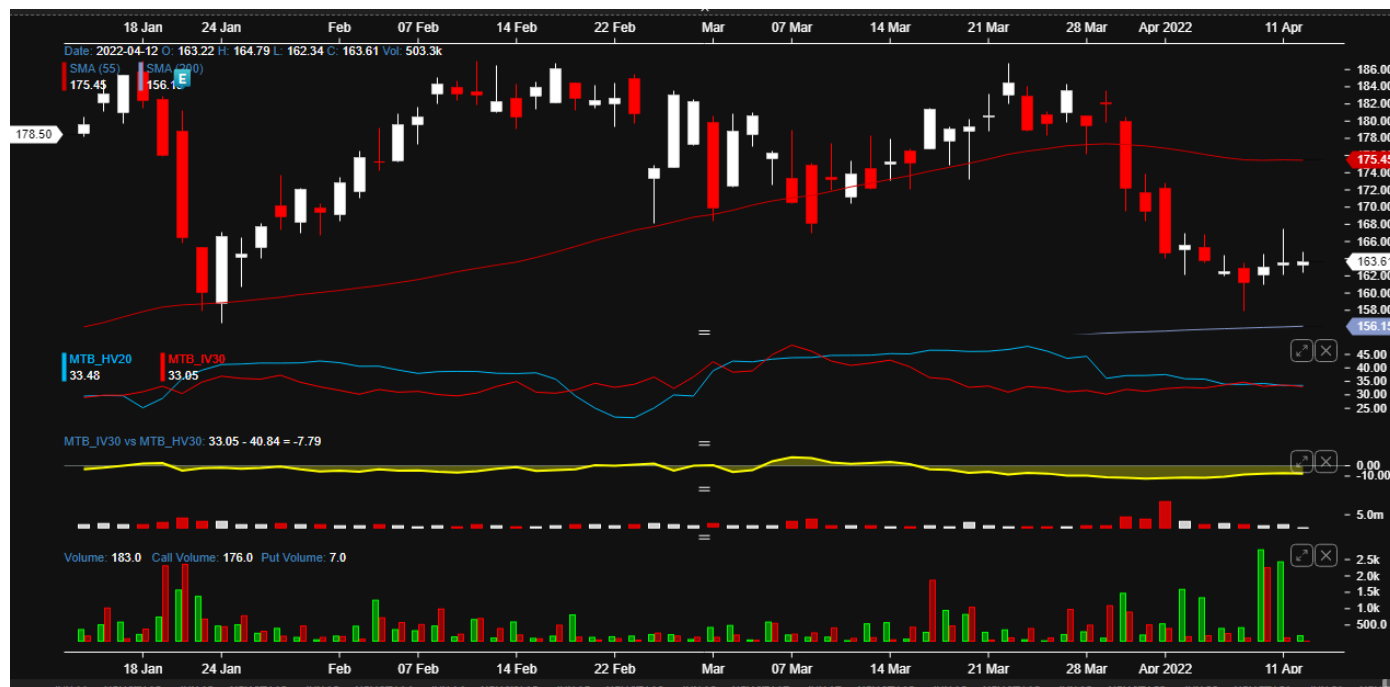 18 Jan 24 Jan Feb 07 Feb 14 Feb 22 Feb Mar 07 Mar 14 Mar 21 Mar 28 Mar Apr 2022 11 Apr
Date: 2022-04-12 O: 163.22 H: 164.79 L: 162.34 C: 163.61 Vol: 503.3k
SMA (55) SMA (200)
175.45 156.15
E
186.00
184.00
182.00
180.00
178.50
178.00
175.45
174.00
172.00
170.00
168.00
166.00
163.61
162.00
160.00
158.00
156.15
MTB_HV20 MTB_IV30
33.48 33.05
45.00
40.00
35.00
30.00
25.00
MTB_IV30 vs MTB_HV30: 33.05 - 40.84 = -7.79
0.00
-10.00
5.0m
Volume: 183.0 Call Volume: 176.0 Put Volume: 7.0
2.5k
2.0k
1.5k
1.0k
500.0
18 Jan 24 Jan Feb 07 Feb 14 Feb 22 Feb Mar 07 Mar 14 Mar 21 Mar 28 Mar Apr 2022 11 Apr